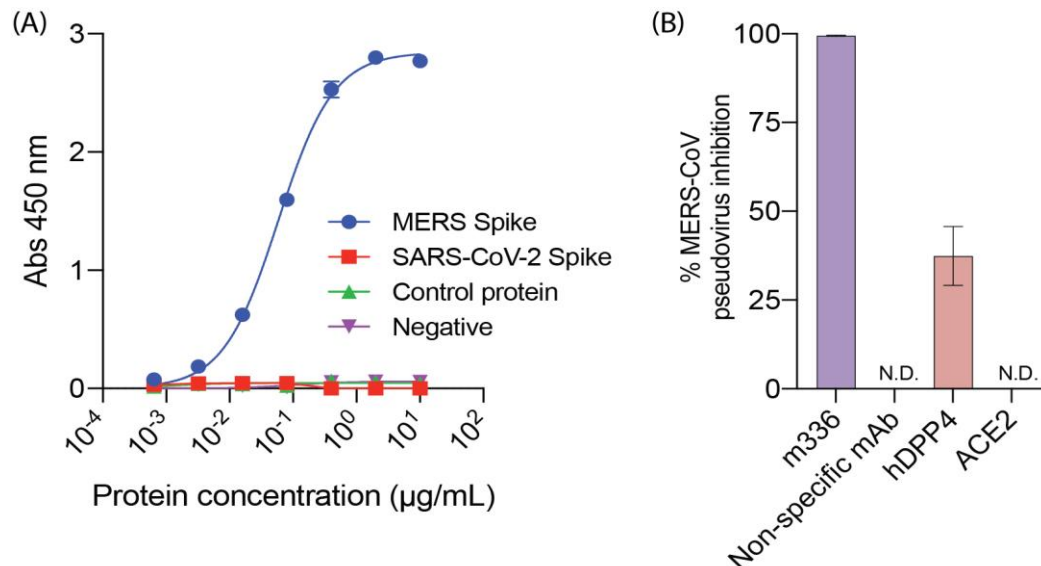 (A)
Abs 450 nm
3
2
1
0
MERS Spike
SARS-CoV-2 Spike
Control protein
Negative
10-4
10-3
10-2
10-1
100
101
102
Protein concentration (µg/mL)
(B)
% MERS-CoV
pseudovirus inhibition
100
75
50
25
0
N.D.
N.D.
m336
Non-specific mAb
hDPP4
ACE2